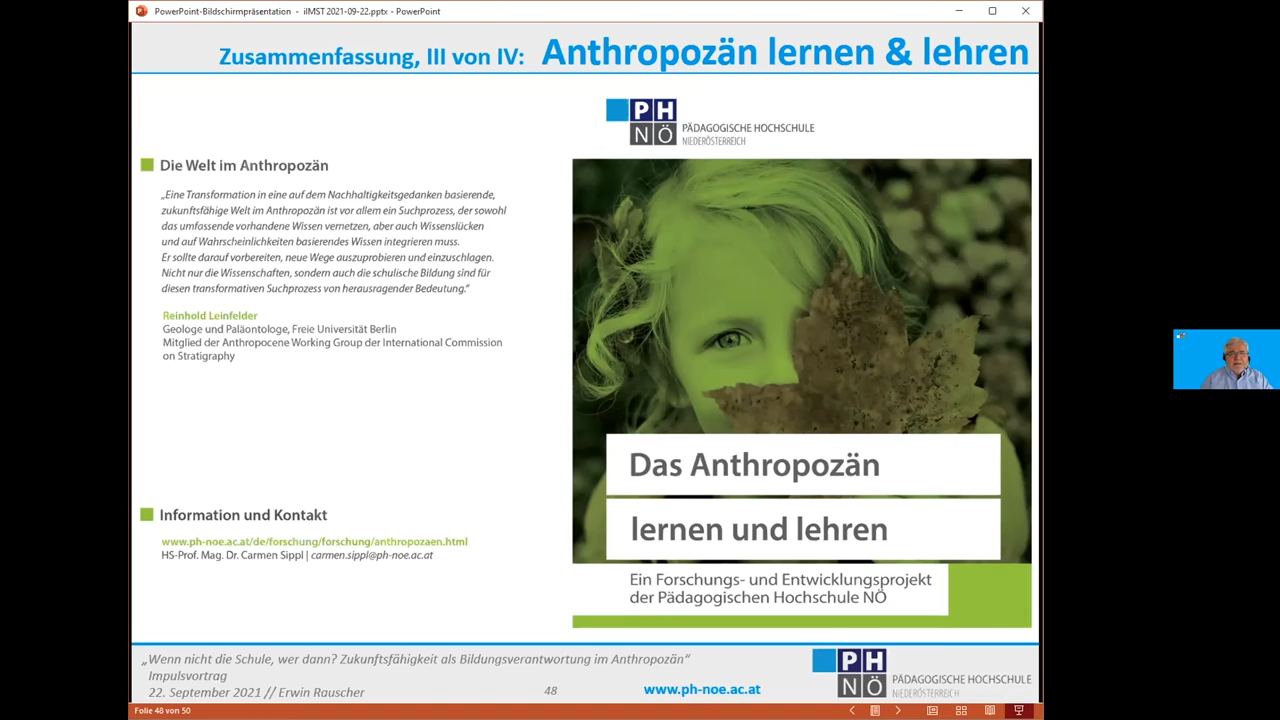 PowerPoint-Bildschirmpräsentation - iIMST 2021-09-22.pptx - PowerPoint
Zusammenfassung, III von IV: Anthropozän lernen & lehren
PH
NÖ
PÄDAGOGISCHE HOCHSCHULE
NIEDERÖSTERREICH
Die Welt im Anthropozän
„Eine Transformation in eine auf dem Nachhaltigkeitsgedanken basierende,
zukunftsfähige Welt im Anthropozän ist vor allem ein Suchprozess, der sowohl
das umfassende vorhandene Wissen vernetzen, aber auch Wissenslücken
und auf Wahrscheinlichkeiten basierendes Wissen integrieren muss.
Er sollte darauf vorbereiten, neue Wege auszuprobieren und einzuschlagen.
Nicht nur die Wissenschaften, sondern auch die schulische Bildung sind für
diesen transformativen Suchprozess von herausragender Bedeutung.“
Reinhold Leinfelder
Geologe und Paläontologe, Freie Universität Berlin
Mitglied der Anthropocene Working Group der International Commission
on Stratigraphy
Das Anthropozän
lernen und lehren
Ein Forschungs- und Entwicklungsprojekt
der Pädagogischen Hochschule NÖ
Information und Kontakt
www.ph-noe.ac.at/de/forschung/forschung/anthropozaen.html
HS-Prof. Mag. Dr. Carmen Sippl | carmen.sippl@ph-noe.ac.at
„Wenn nicht die Schule, wer dann? Zukunftsfähigkeit als Bildungsverantwortung im Anthropozän“
Impulsvortrag
22. September 2021 // Erwin Rauscher
48
www.ph-noe.ac.at
PH
NÖ
PÄDAGOGISCHE HOCHSCHULE
NIEDERÖSTERREICH
Folie 48 von 50